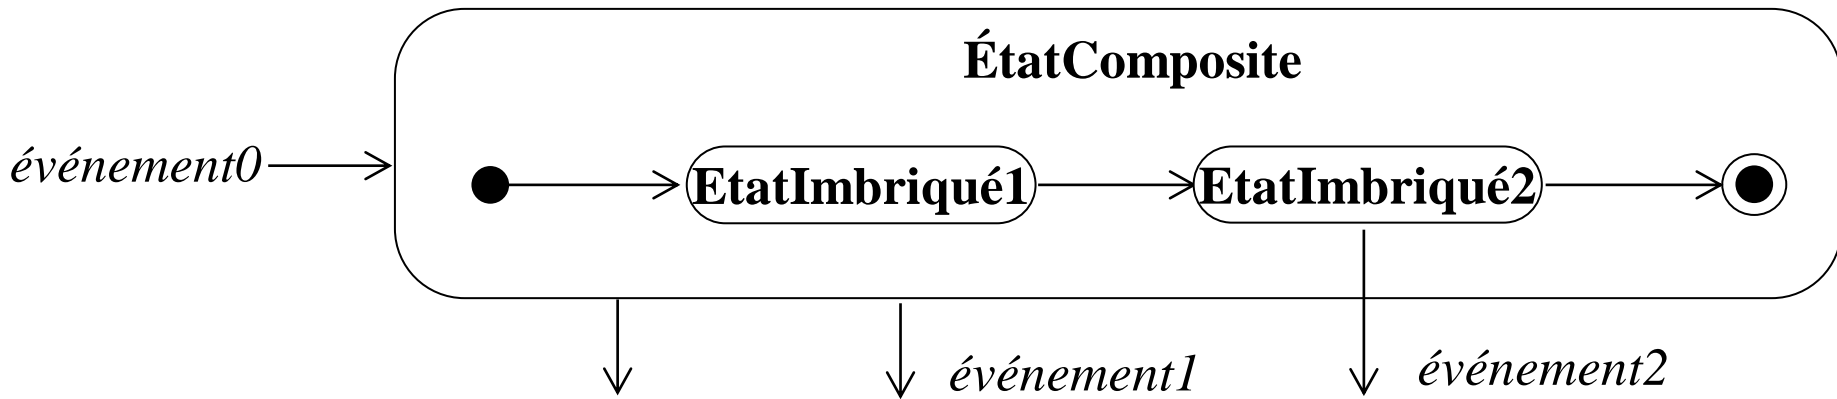 ÉtatComposite
événement0
EtatImbriqué1
EtatImbriqué2
événement1
événement2